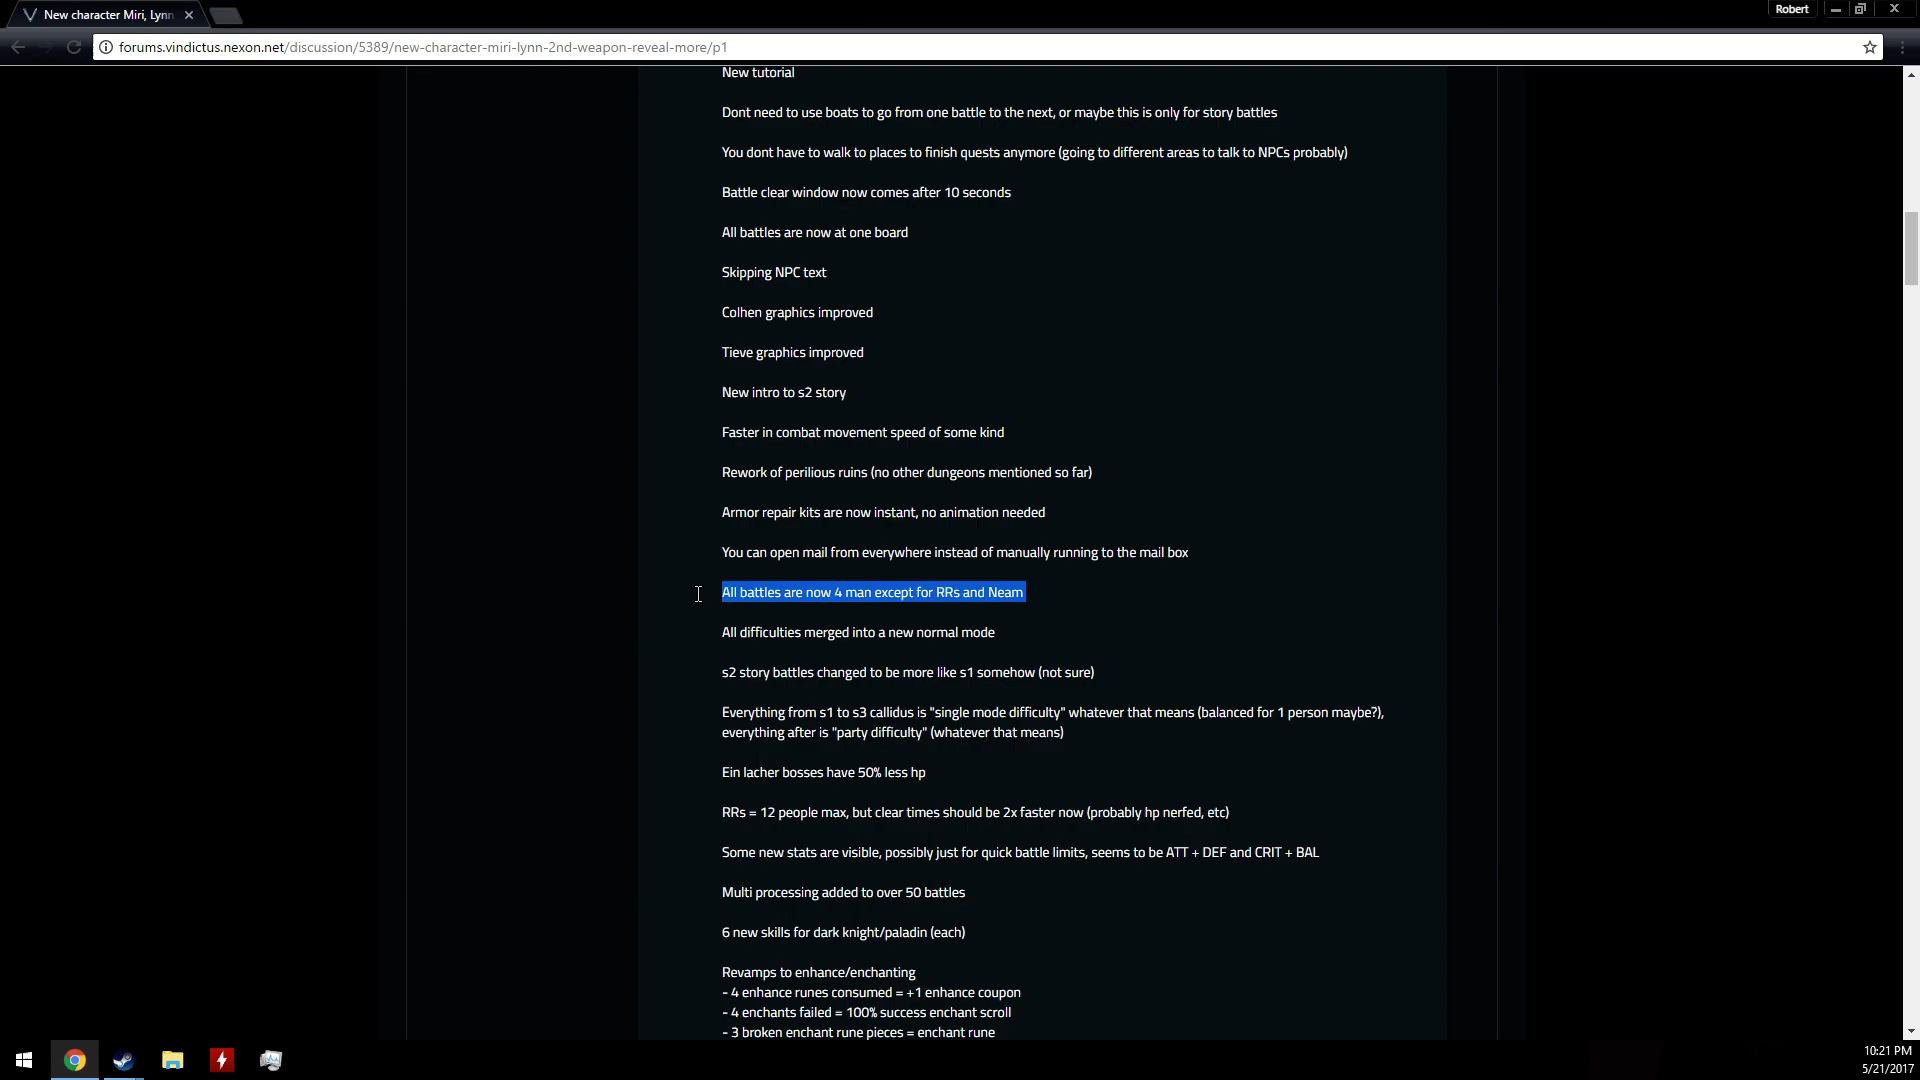 New character Miri, Lynn
Robert
forums.vindictus.nexon.net/discussion/5389/new-character-miri-lynn-2nd-weapon-reveal-more/p1
New tutorial
Dont need to use boats to go from one battle to the next, or maybe this is only for story battles
You dont have to walk to places to finish quests anymore (going to different areas to talk to NPCs probably)
Battle clear window now comes after 10 seconds
All battles are now at one board
Skipping NPC text
Colhen graphics improved
Tieve graphics improved
New intro to s2 story
Faster in combat movement speed of some kind
Rework of perilious ruins (no other dungeons mentioned so far)
Armor repair kits are now instant, no animation needed
You can open mail from everywhere instead of manually running to the mail box
All battles are now 4 man except for RRs and Neam
All difficulties merged into a new normal mode
s2 story battles changed to be more like s1 somehow (not sure)
Everything from s1 to s3 callidus is "single mode difficulty" whatever that means (balanced for 1 person maybe?),
everything after is "party difficulty" (whatever that means)
Ein lacher bosses have 50% less hp
RRs = 12 people max, but clear times should be 2x faster now (probably hp nerfed, etc)
Some new stats are visible, possibly just for quick battle limits, seems to be ATT + DEF and CRIT + BAL
Multi processing added to over 50 battles
6 new skills for dark knight/paladin (each)
Revamps to enhance/enchanting
- 4 enhance runes consumed = +1 enhance coupon
- 4 enchants failed = 100% success enchant scroll
- 3 broken enchant rune pieces = enchant rune
10:21 PM
5/21/2017